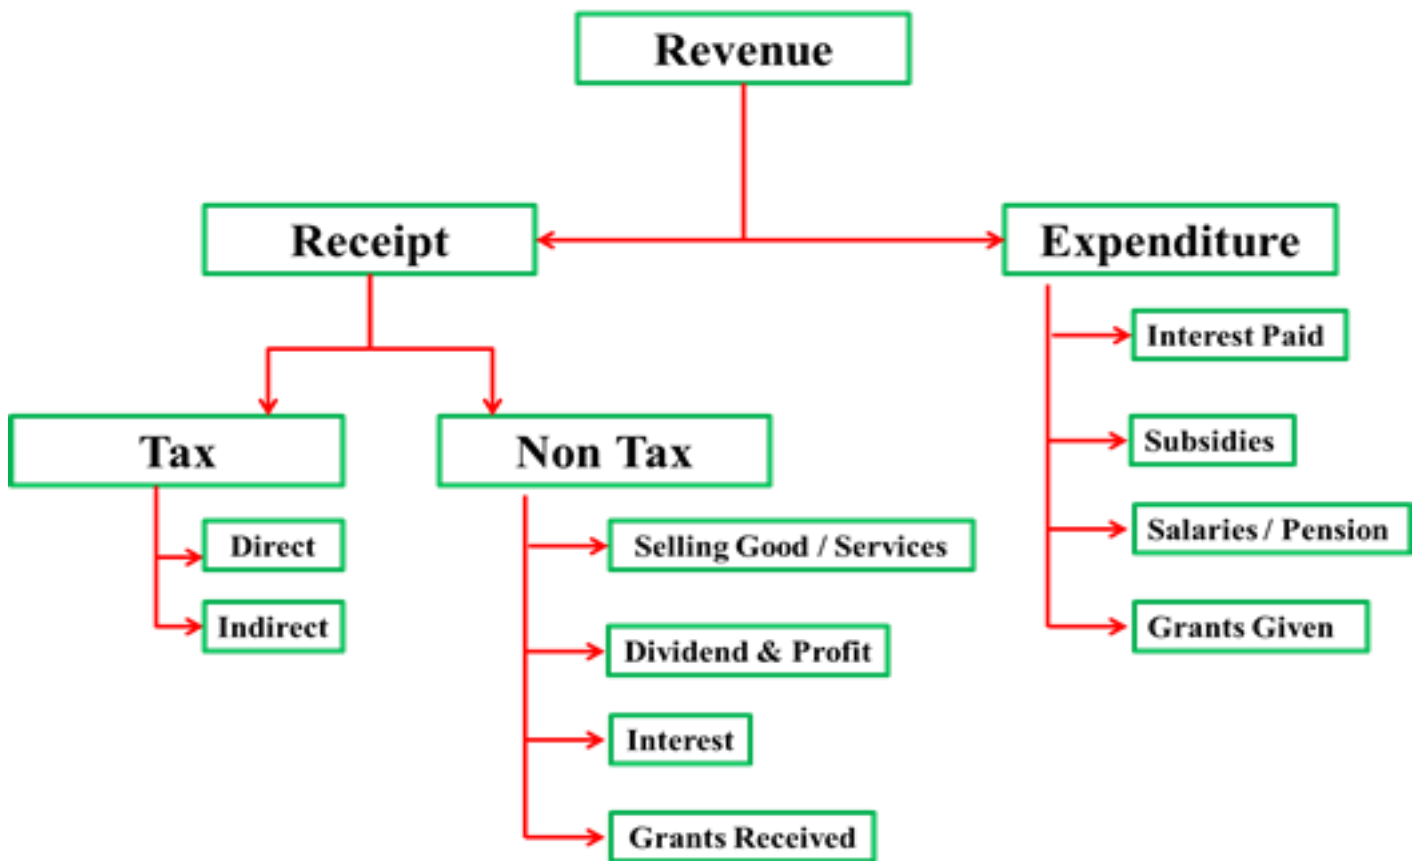 Revenue
Receipt
Expenditure
Interest Paid
Subsidies
Salaries / Pension
Grants Given
Tax
Direct
Indirect
Non Tax
Selling Good / Services
Dividend & Profit
Interest
Grants Received